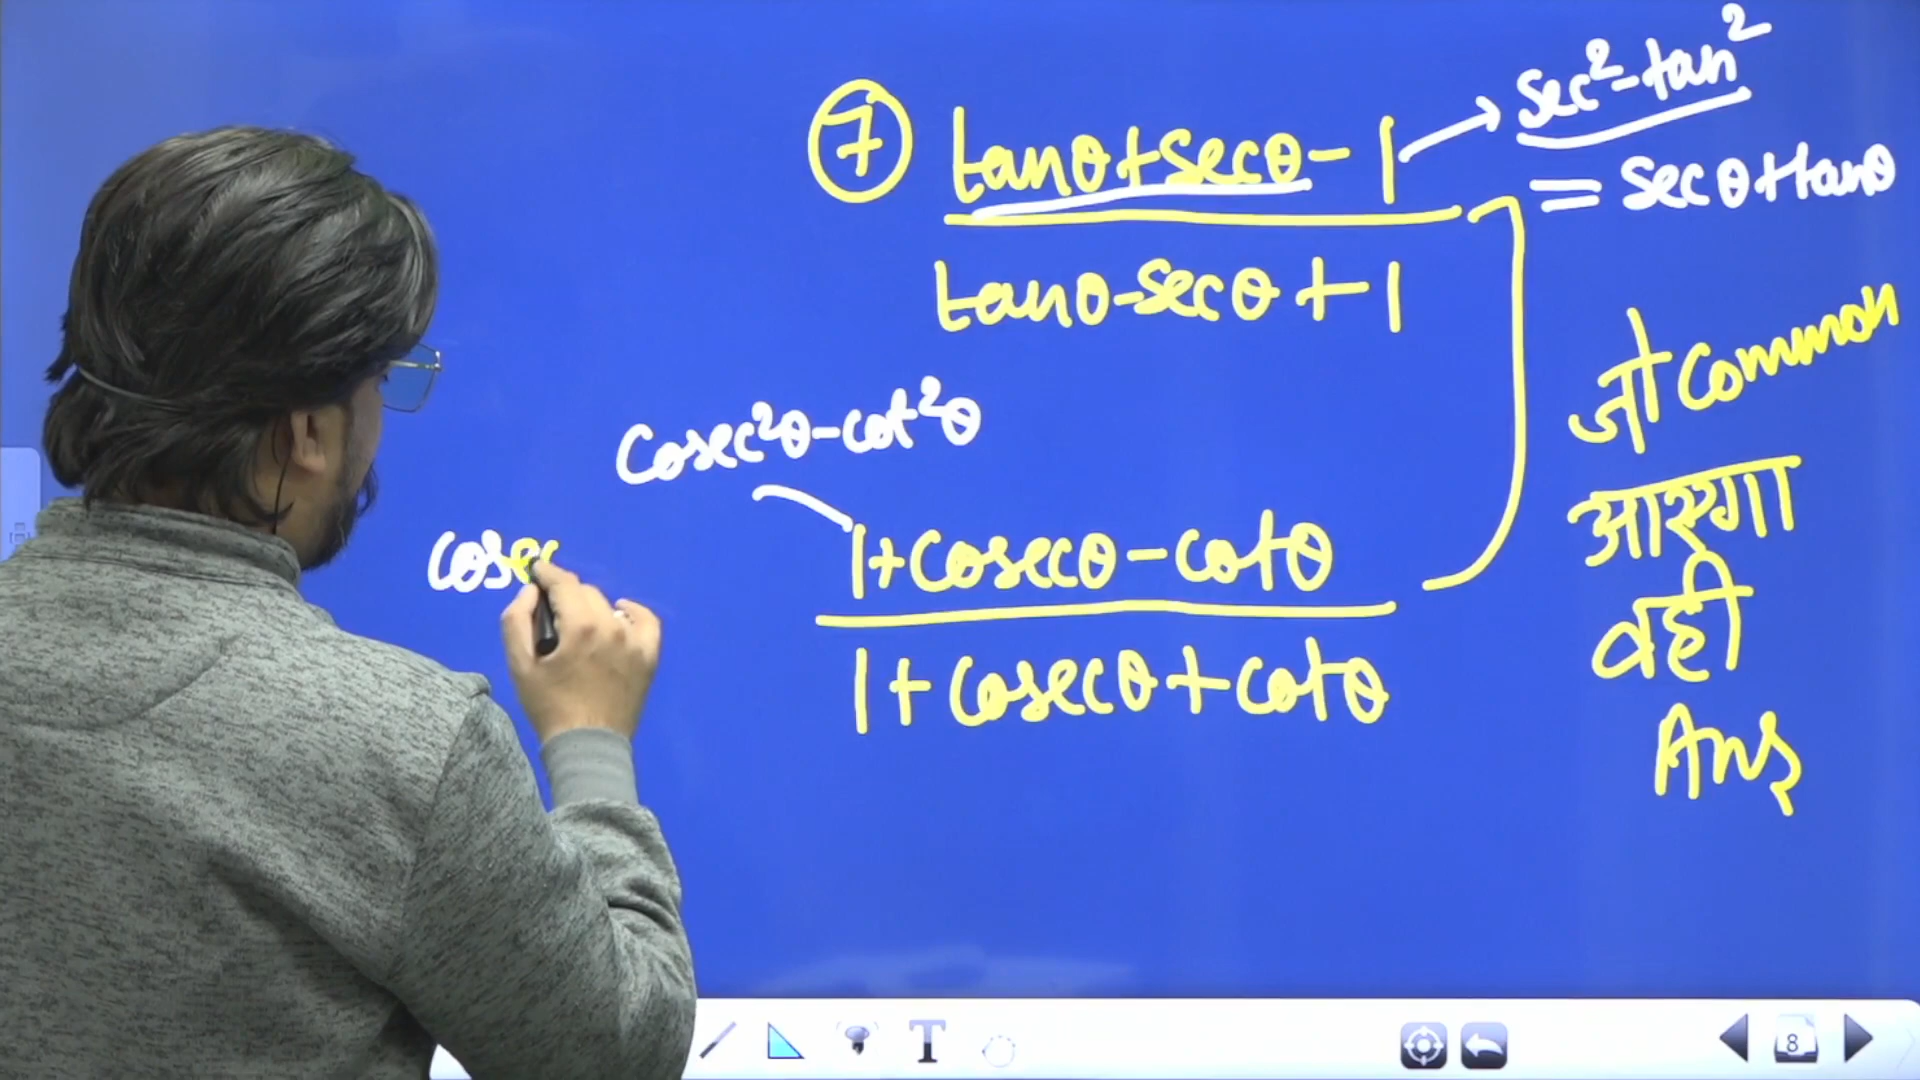 ⑦ tanθ+secθ-1 → sec²-tan²
= secθ+tanθ
tanθ-secθ+1
जो common
आएगा
वही
Ans
cosec²θ-cot²θ
cosec
1+cosecθ-cotθ
1+cosecθ+cotθ
T
8